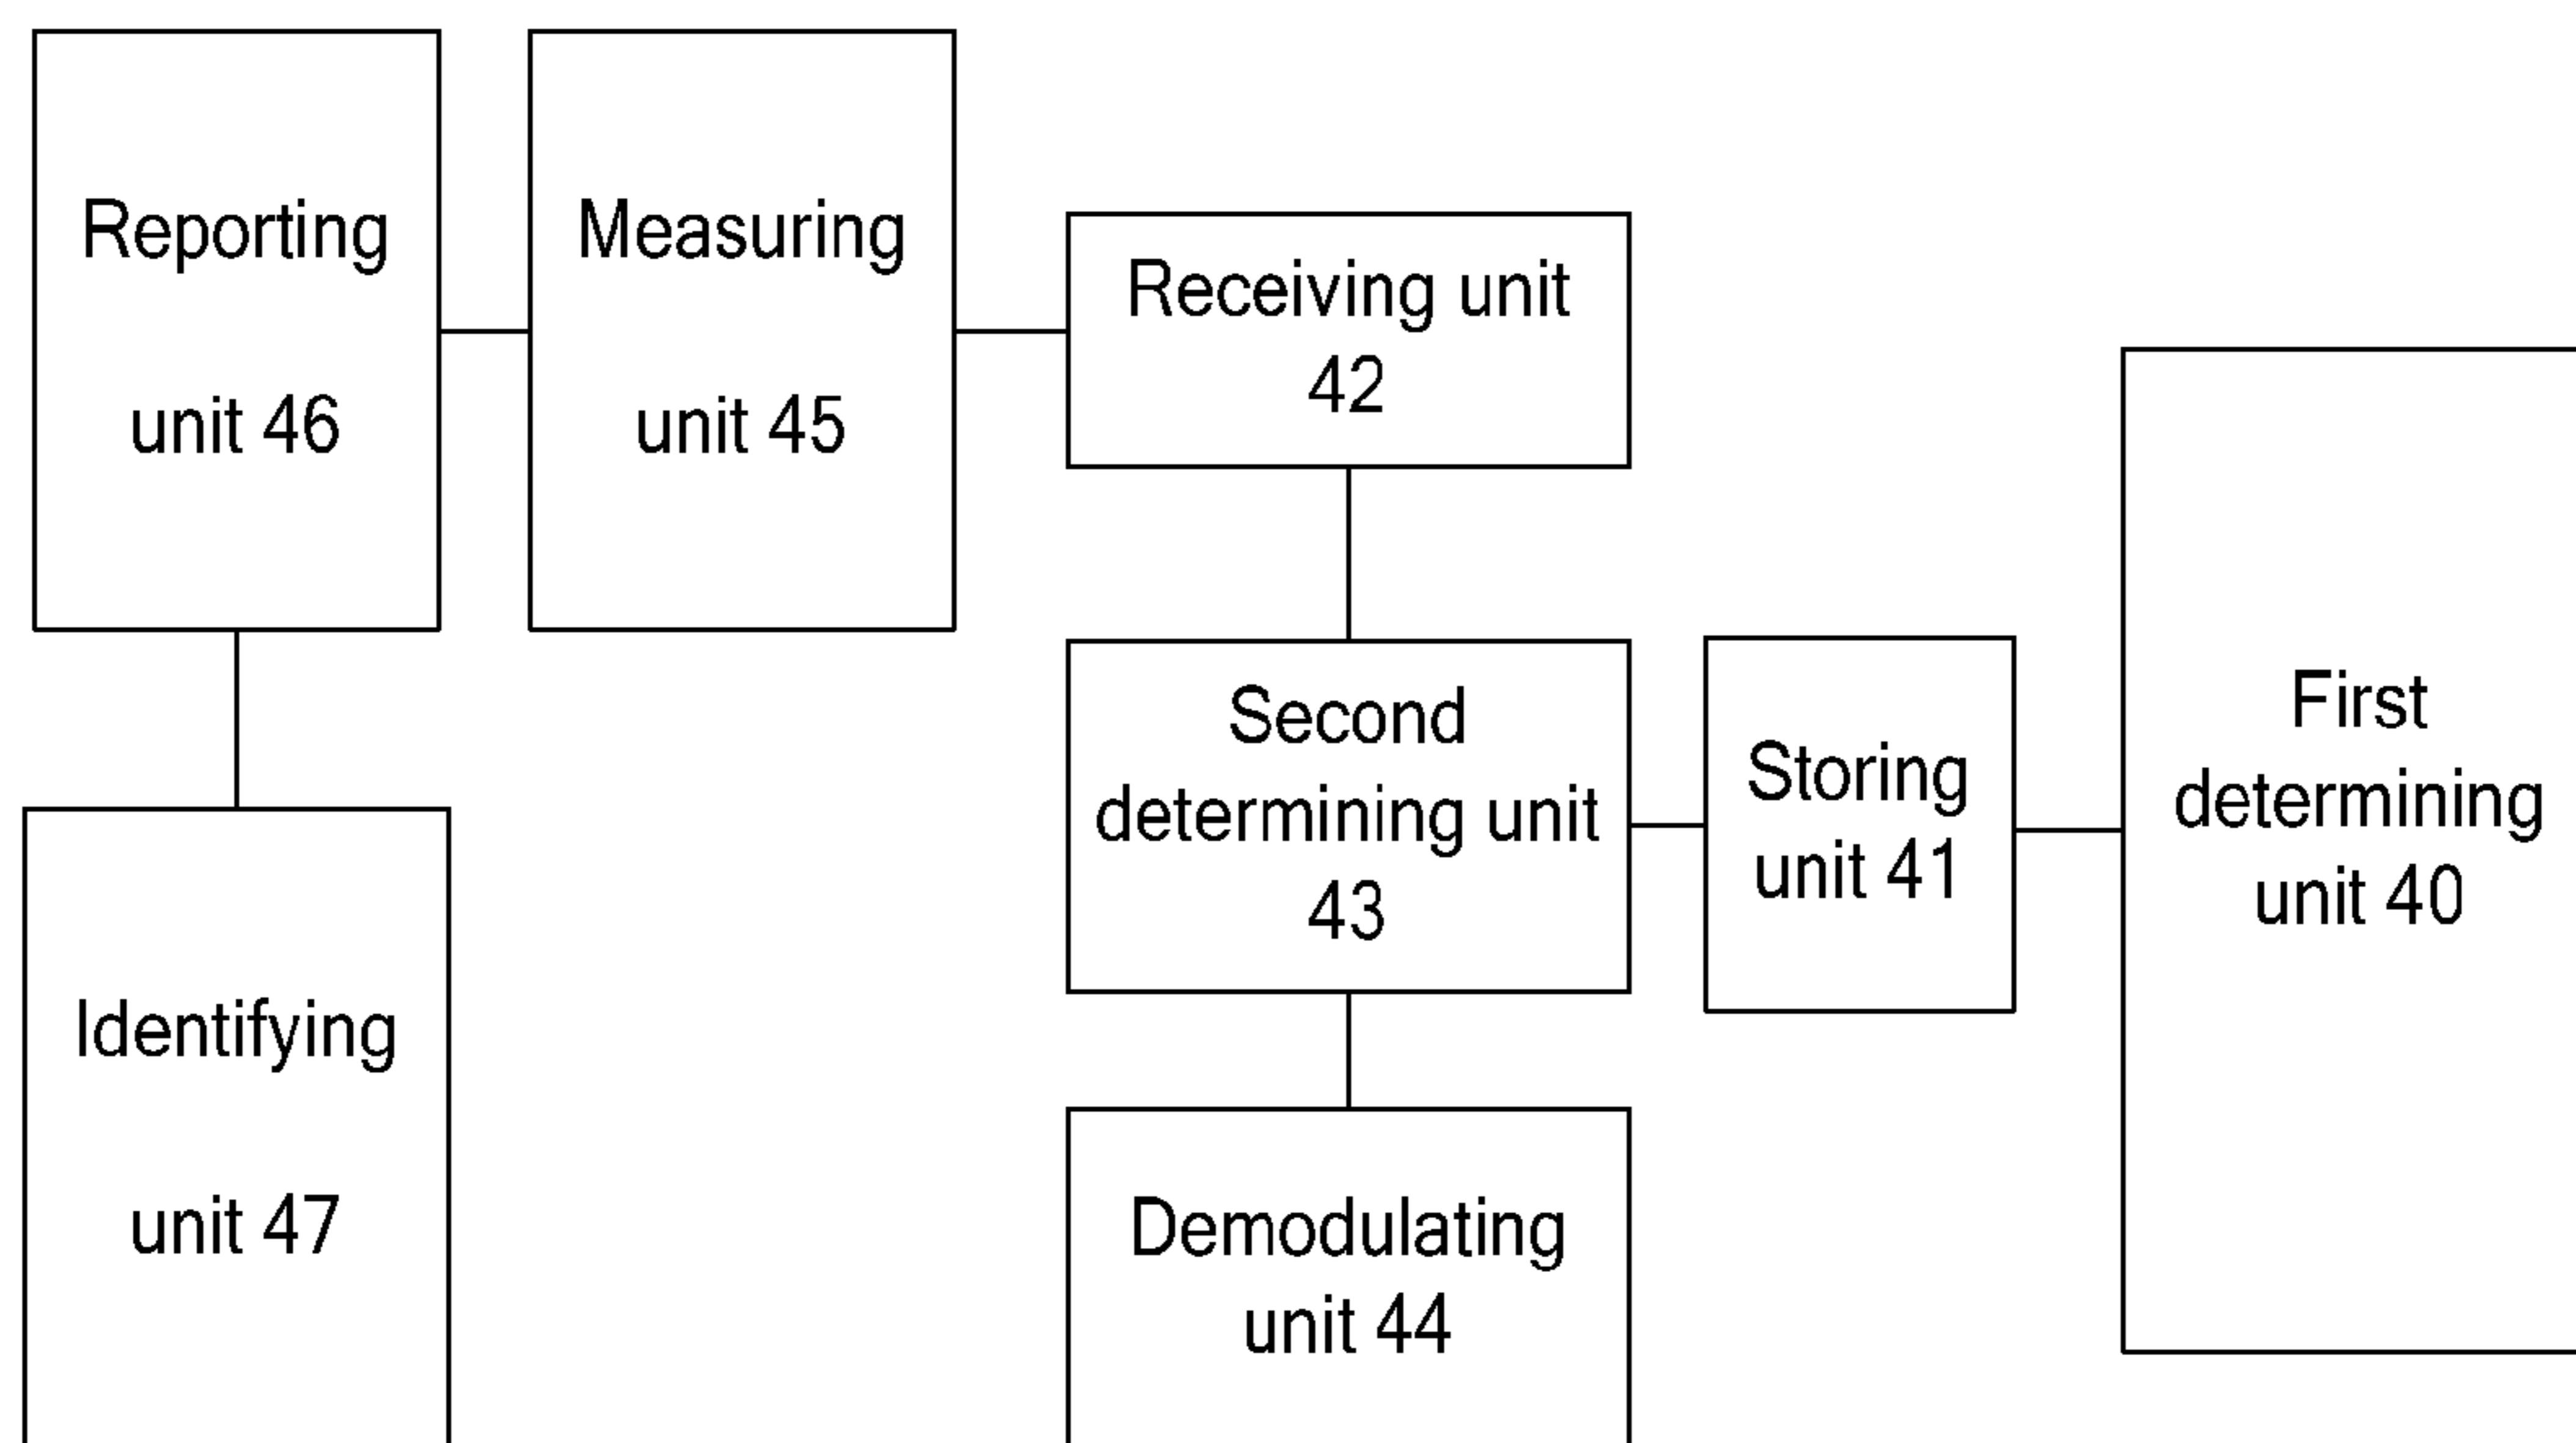 Reporting
unit 46
Measuring
unit 45
Receiving unit
42
Second
determining unit
43
Storing
unit 41
First
determining
unit 40
Identifying
unit 47
Demodulating
unit 44